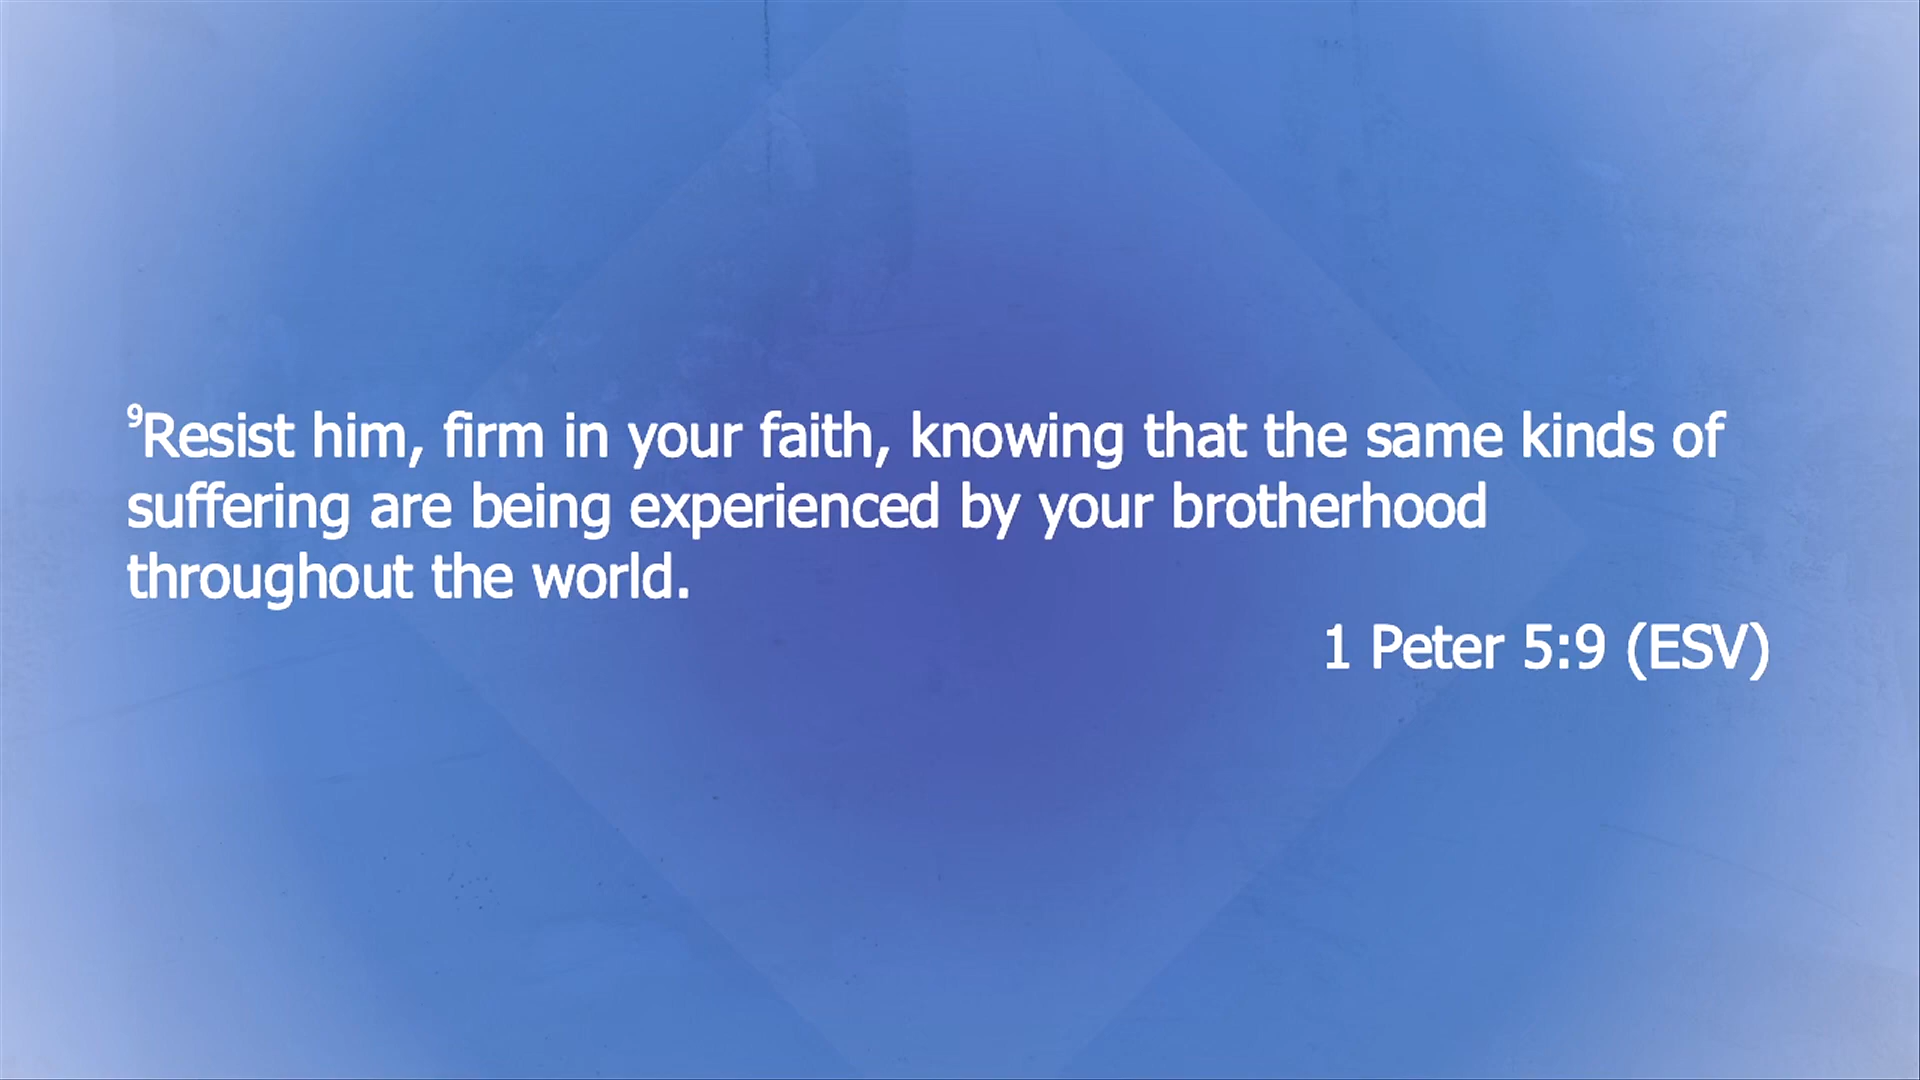 ⁹Resist him, firm in your faith, knowing that the same kinds of
suffering are being experienced by your brotherhood
throughout the world.
1 Peter 5:9 (ESV)